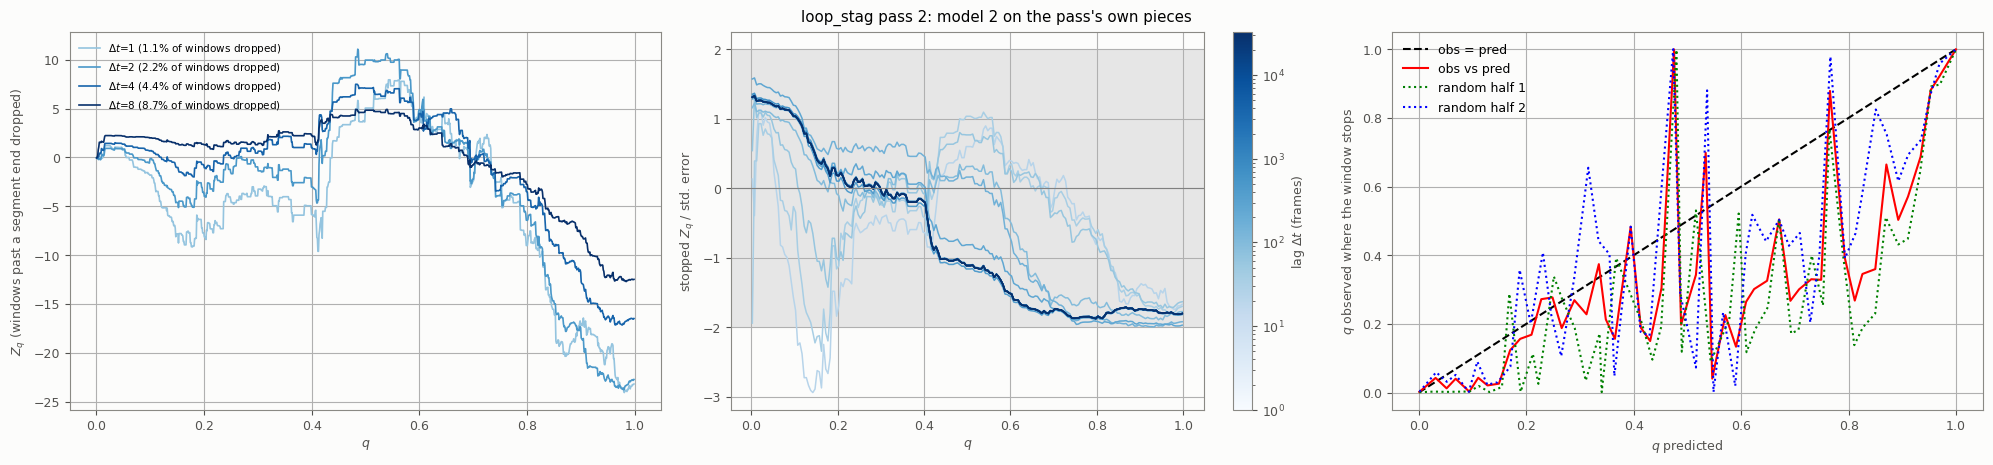 loop_stag pass 2: model 2 on the pass's own pieces
Z_q (windows past a segment end dropped)
10
5
0
−5
−10
−15
−20
−25
Δt=1 (1.1% of windows dropped)
Δt=2 (2.2% of windows dropped)
Δt=4 (4.4% of windows dropped)
Δt=8 (8.7% of windows dropped)
0.0 0.2 0.4 0.6 0.8 1.0
q
stopped Z_q / std. error
2
1
0
−1
−2
−3
0.0 0.2 0.4 0.6 0.8 1.0
q
10^4
10^3
10^2
10^1
10^0
lag Δt (frames)
q observed where the window stops
1.0
0.8
0.6
0.4
0.2
0.0
obs = pred
obs vs pred
random half 1
random half 2
0.0 0.2 0.4 0.6 0.8 1.0
q predicted